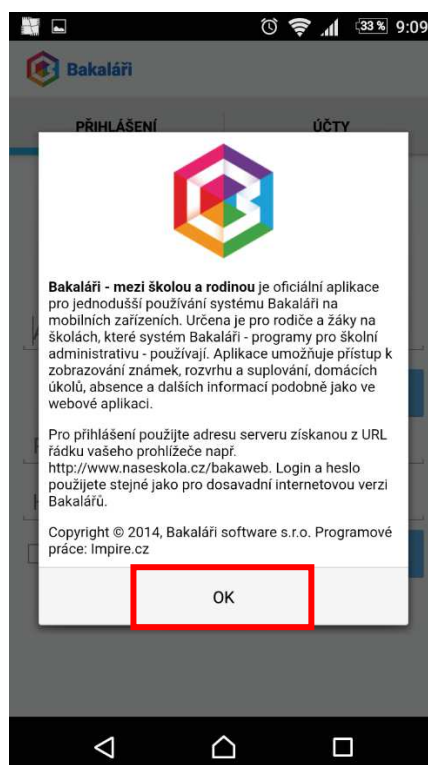 33 % 9:09
Bakaláři
PŘIHLÁŠENÍ ÚČTY
Bakaláři - mezi školou a rodinou je oficiální aplikace
pro jednodušší používání systému Bakaláři na
mobilních zařízeních. Určena je pro rodiče a žáky na
školách, které systém Bakaláři - programy pro školní
administrativu - používají. Aplikace umožňuje přístup k
zobrazování známek, rozvrhu a suplování, domácích
úkolů, absence a dalších informací podobně jako ve
webové aplikaci.
Pro přihlášení použijte adresu serveru získanou z URL
řádku vašeho prohlížeče např.
http://www.naseskola.cz/bakaweb. Login a heslo
použijete stejné jako pro dosavadní internetovou verzi
Bakalářů.
Copyright © 2014, Bakaláři software s.r.o. Programové
práce: Impire.cz
OK